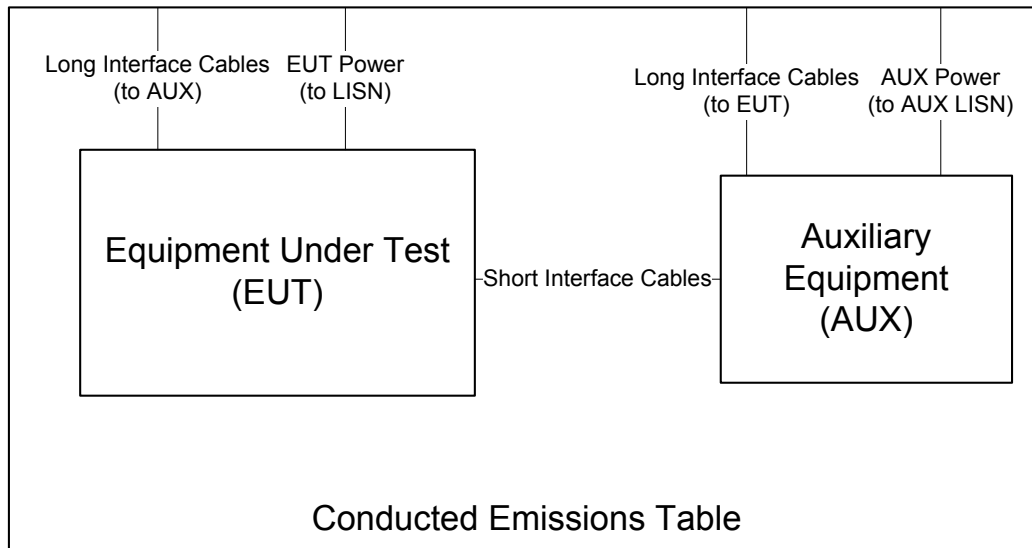 Long Interface Cables
(to AUX)
EUT Power
(to LISN)
Long Interface Cables
(to EUT)
AUX Power
(to AUX LISN)
Equipment Under Test
(EUT)
Short Interface Cables
Auxiliary
Equipment
(AUX)
Conducted Emissions Table